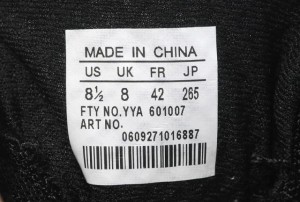 MADE IN CHINA
US UK FR JP
8½ 8 42 265
FTY NO.YYA 601007
ART NO.
0609271016887